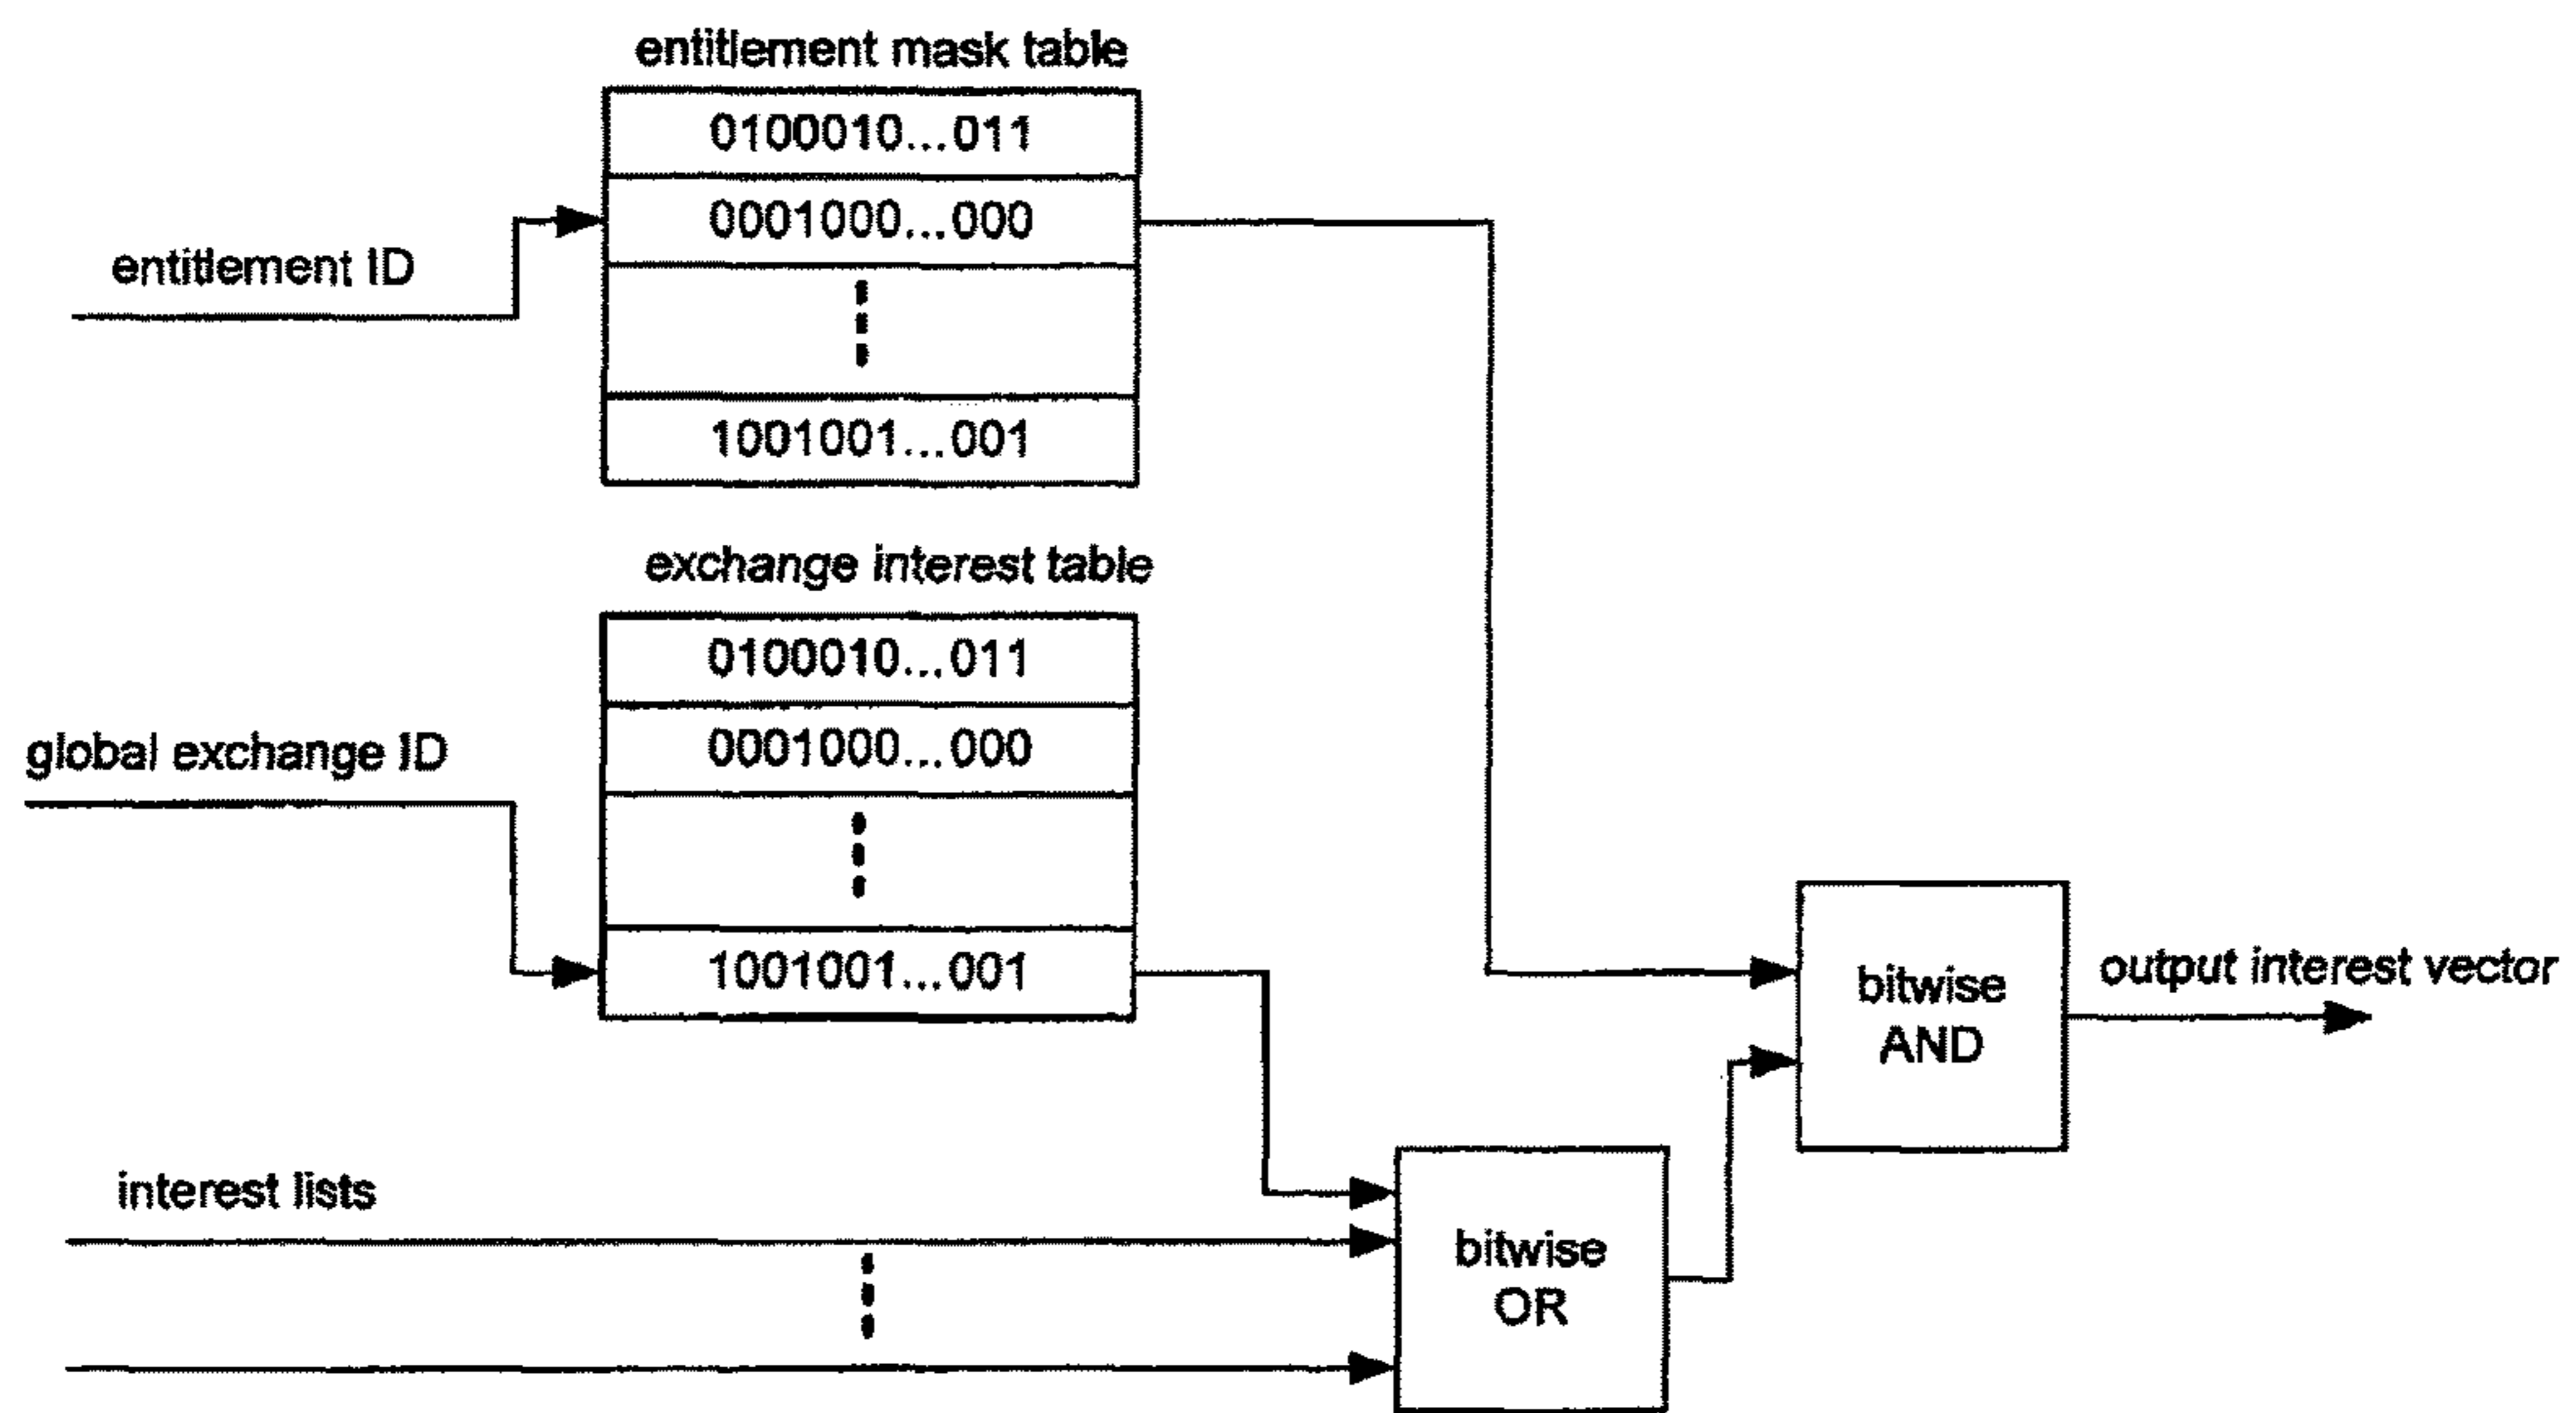 entitlement mask table
0100010...011
0001000...000
entitlement ID
1001001...001
exchange interest table
0100010...011
0001000...000
global exchange ID
1001001...001
bitwise
AND
output interest vector
interest lists
bitwise
OR